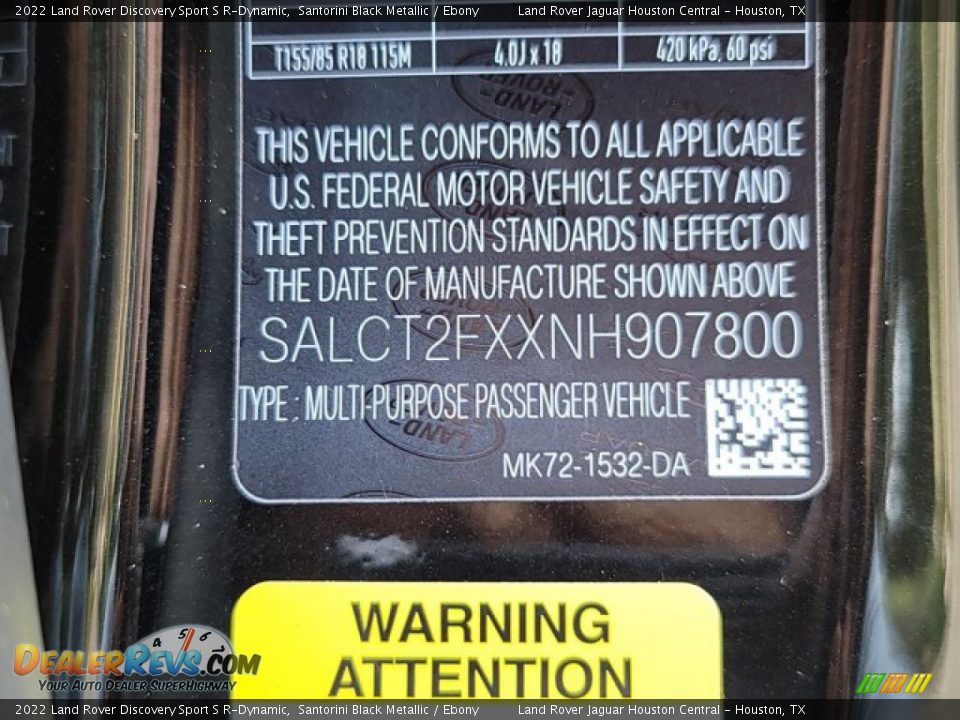 2022 Land Rover Discovery Sport S R-Dynamic, Santorini Black Metallic / Ebony Land Rover Jaguar Houston Central - Houston, TX
T155/85 R18 115M 4.0J x 18 420 kPa, 60 psi
THIS VEHICLE CONFORMS TO ALL APPLICABLE
U.S. FEDERAL MOTOR VEHICLE SAFETY AND
THEFT PREVENTION STANDARDS IN EFFECT ON
THE DATE OF MANUFACTURE SHOWN ABOVE
SALCT2FXXNH907800
TYPE : MULTI-PURPOSE PASSENGER VEHICLE
MK72-1532-DA
WARNING
ATTENTION
4 5 6
DEALERREVS.COM
YOUR AUTO DEALER SUPERHIGHWAY
2022 Land Rover Discovery Sport S R-Dynamic, Santorini Black Metallic / Ebony Land Rover Jaguar Houston Central - Houston, TX